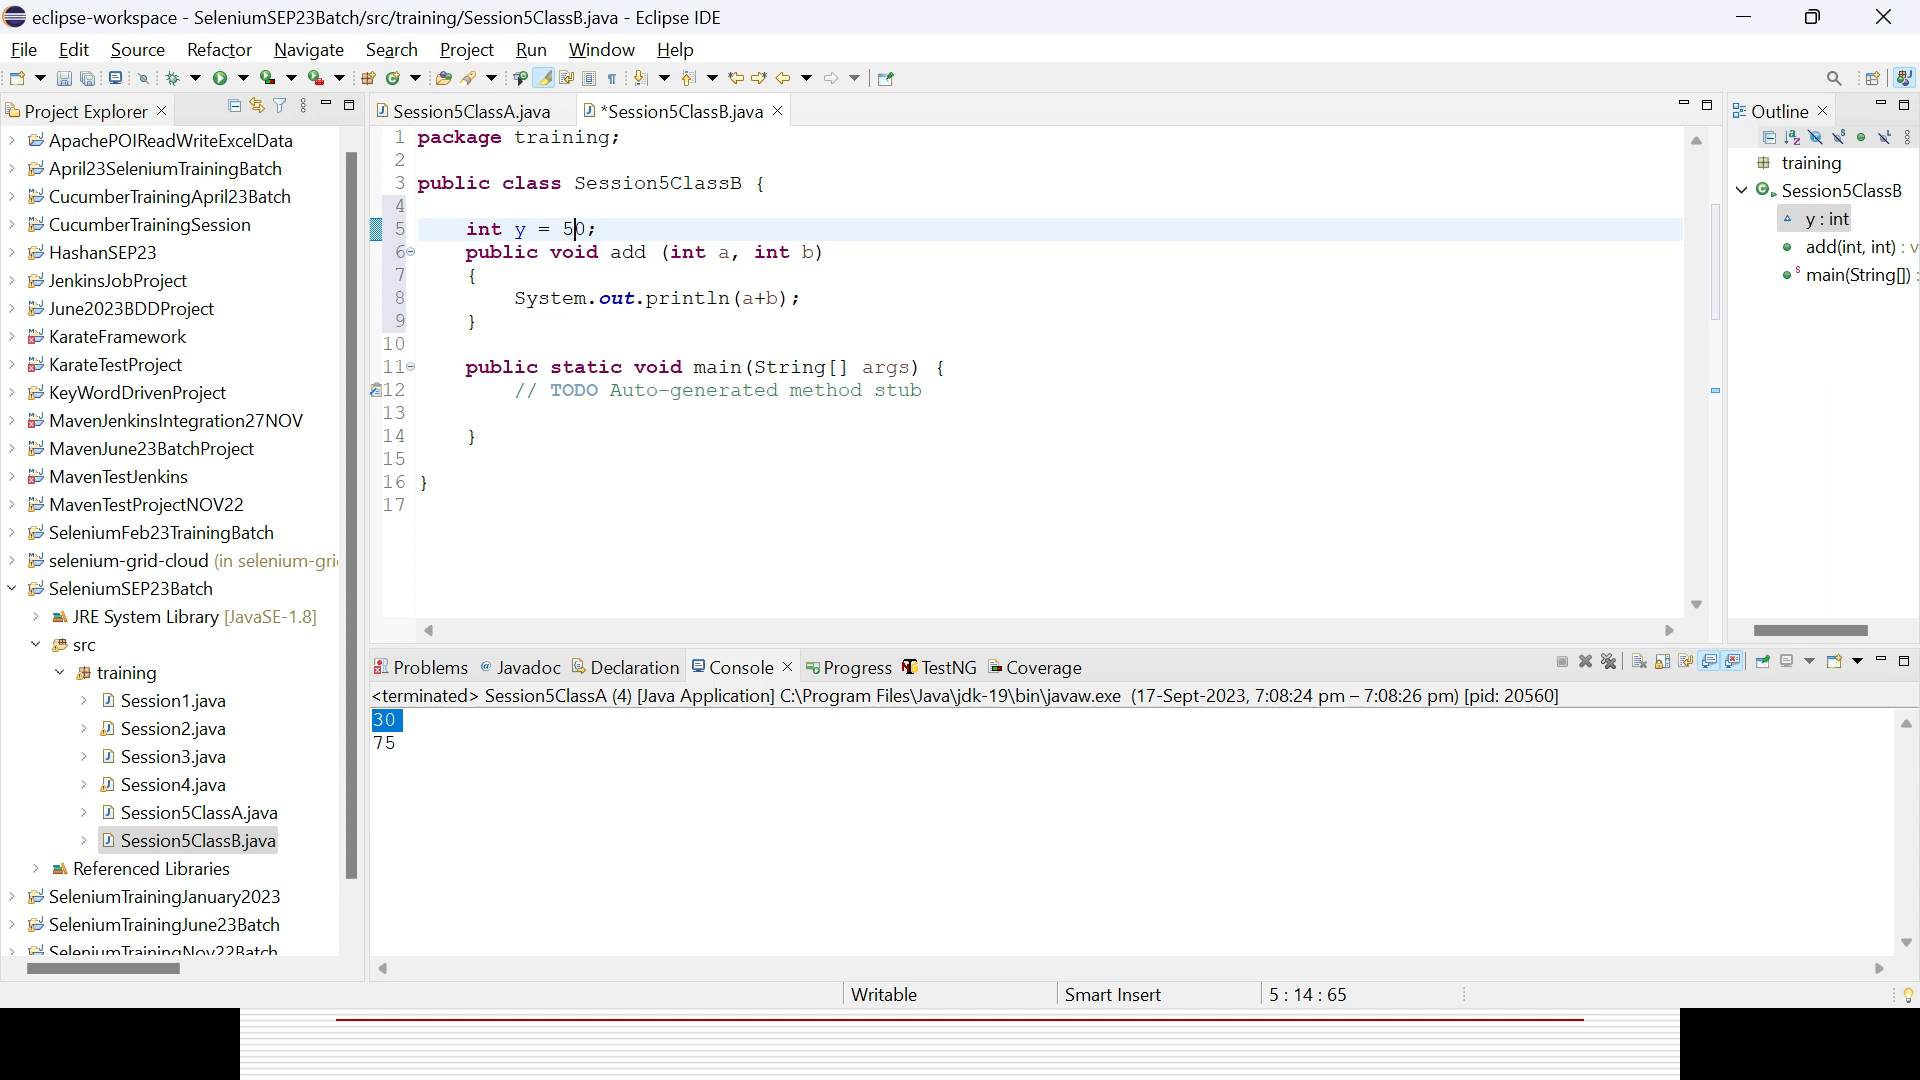 eclipse-workspace - SeleniumSEP23Batch/src/training/Session5ClassB.java - Eclipse IDE
File Edit Source Refactor Navigate Search Project Run Window Help
Project Explorer
ApachePOIReadWriteExcelData
April23SeleniumTrainingBatch
CucumberTrainingApril23Batch
CucumberTrainingSession
HashanSEP23
JenkinsJobProject
June2023BDDProject
KarateFramework
KarateTestProject
KeyWordDrivenProject
MavenJenkinsIntegration27NOV
MavenJune23BatchProject
MavenTestJenkins
MavenTestProjectNOV22
SeleniumFeb23TrainingBatch
selenium-grid-cloud (in selenium-gri
SeleniumSEP23Batch
JRE System Library [JavaSE-1.8]
src
training
Session1.java
Session2.java
Session3.java
Session4.java
Session5ClassA.java
Session5ClassB.java
Referenced Libraries
SeleniumTrainingJanuary2023
SeleniumTrainingJune23Batch
SeleniumTrainingNov22Batch
Session5ClassA.java *Session5ClassB.java
1 package training;
2
3 public class Session5ClassB {
4
5 int y = 50;
6 public void add (int a, int b)
7 {
8 System.out.println(a+b);
9 }
10
11 public static void main(String[] args) {
12 // TODO Auto-generated method stub
13
14 }
15
16 }
17
Outline
training
Session5ClassB
y : int
add(int, int) : v
main(String[]) :
Problems @ Javadoc Declaration Console Progress TestNG Coverage
<terminated> Session5ClassA (4) [Java Application] C:\Program Files\Java\jdk-19\bin\javaw.exe (17-Sept-2023, 7:08:24 pm – 7:08:26 pm) [pid: 20560]
30
75
Writable Smart Insert 5 : 14 : 65